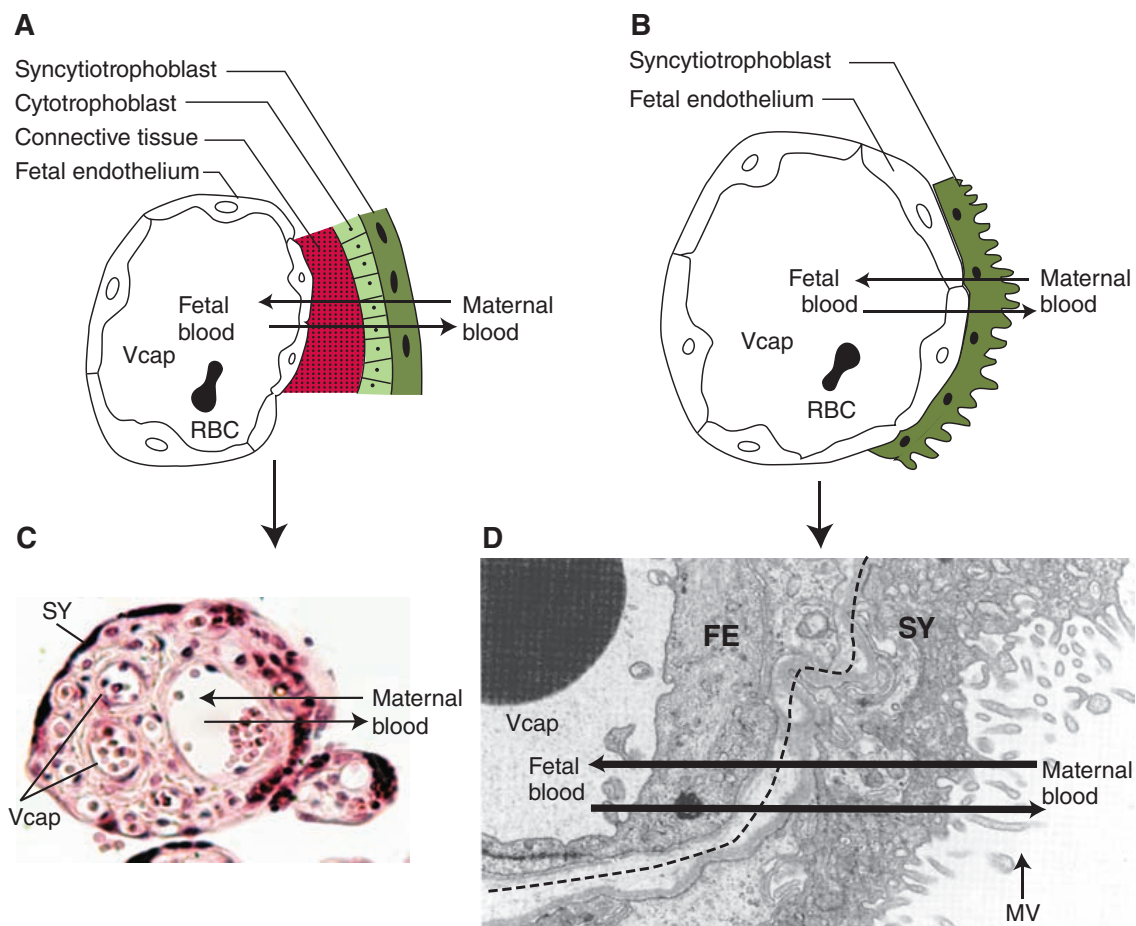 A
Syncytiotrophoblast
Cytotrophoblast
Connective tissue
Fetal endothelium
Fetal
blood
Maternal
blood
Vcap
RBC
B
Syncytiotrophoblast
Fetal endothelium
Fetal
blood
Maternal
blood
Vcap
RBC
C
SY
Maternal
blood
Vcap
D
FE
SY
Vcap
Fetal
blood
Maternal
blood
MV